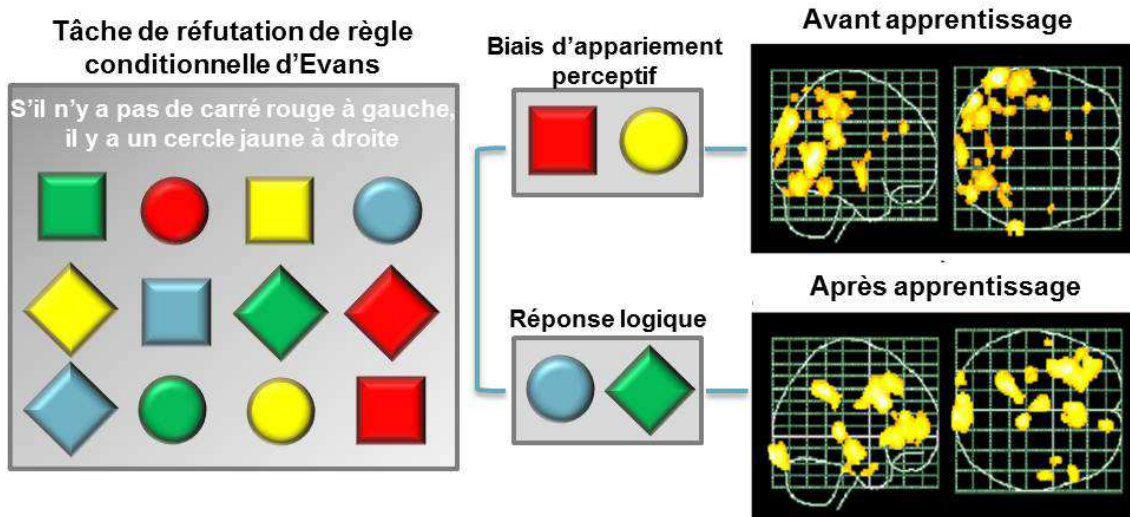 Tâche de réfutation de règle
conditionnelle d'Evans
S'il n'y a pas de carré rouge à gauche,
il y a un cercle jaune à droite
Biais d'appariement
perceptif
Réponse logique
Avant apprentissage
Après apprentissage